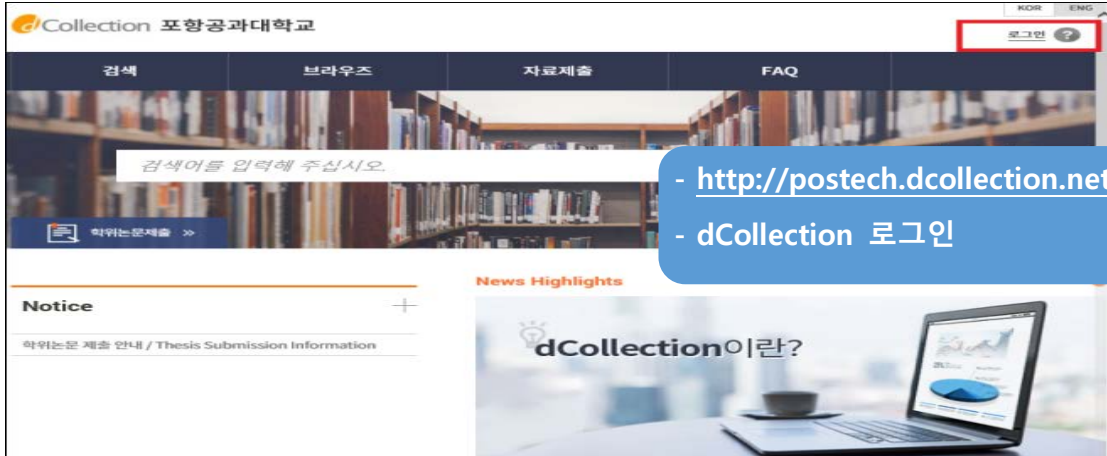 KOR ENG
dCollection 포항공과대학교
로그인 ?
검색 브라우즈 자료제출 FAQ
검색어를 입력해 주십시오.
- http://postech.dcollection.net
- dCollection 로그인
학위논문제출 »
News Highlights
Notice
학위논문 제출 안내 / Thesis Submission Information
dCollection이란?